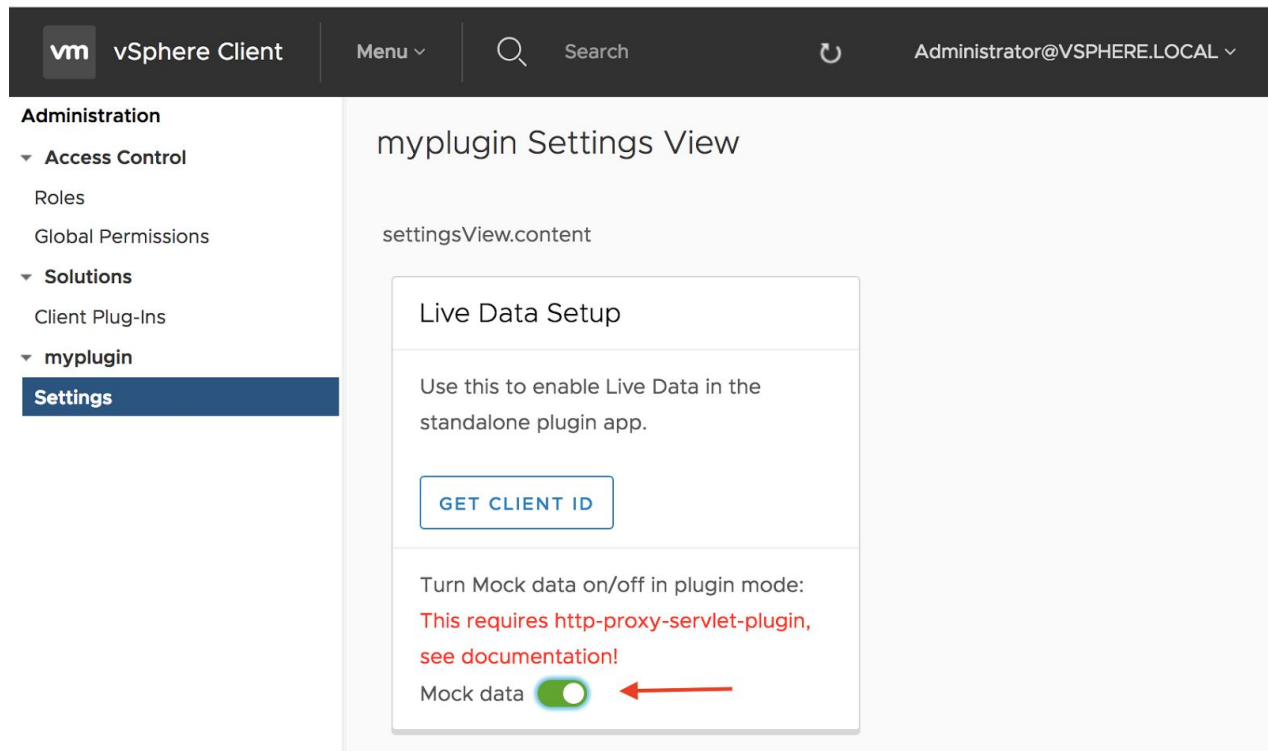 vm vSphere Client Menu Search Administrator@VSPHERE.LOCAL
Administration
Access Control
Roles
Global Permissions
Solutions
Client Plug-Ins
myplugin
Settings
myplugin Settings View
settingsView.content
Live Data Setup
Use this to enable Live Data in the
standalone plugin app.
GET CLIENT ID
Turn Mock data on/off in plugin mode:
This requires http-proxy-servlet-plugin,
see documentation!
Mock data